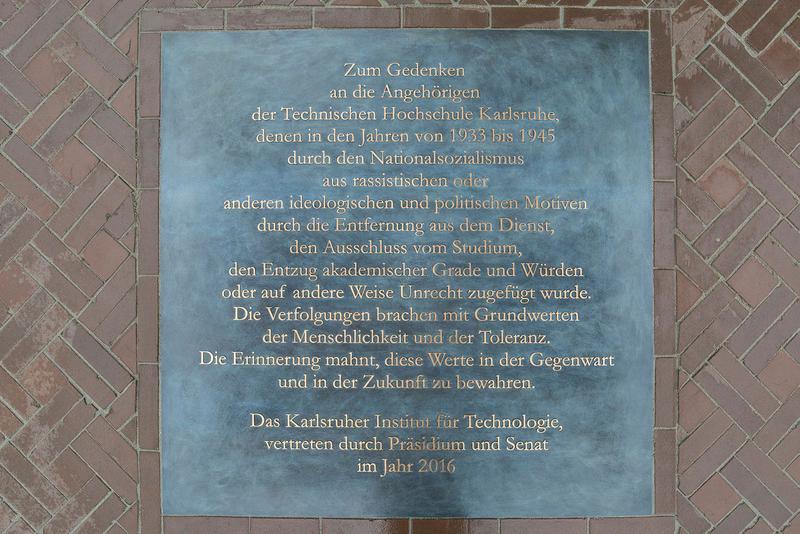 Zum Gedenken
an die Angehörigen
der Technischen Hochschule Karlsruhe,
denen in den Jahren von 1933 bis 1945
durch den Nationalsozialismus
aus rassistischen oder
anderen ideologischen und politischen Motiven
durch die Entfernung aus dem Dienst,
den Ausschluss vom Studium,
den Entzug akademischer Grade und Würden
oder auf andere Weise Unrecht zugefügt wurde.
Die Verfolgungen brachen mit Grundwerten
der Menschlichkeit und der Toleranz.
Die Erinnerung mahnt, diese Werte in der Gegenwart
und in der Zukunft zu bewahren.
Das Karlsruher Institut für Technologie,
vertreten durch Präsidium und Senat
im Jahr 2016